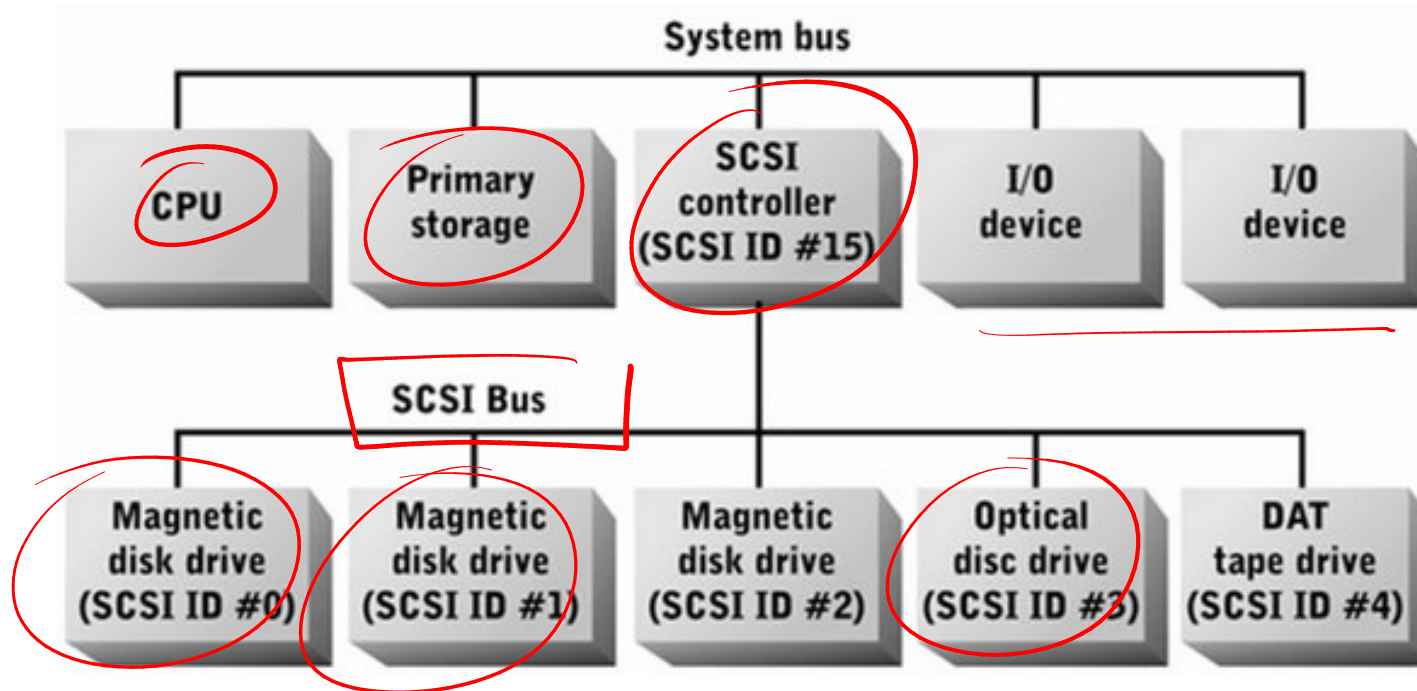 System bus
CPU
Primary
storage
SCSI
controller
(SCSI ID #15)
I/O
device
I/O
device
SCSI Bus
Magnetic
disk drive
(SCSI ID #0)
Magnetic
disk drive
(SCSI ID #1)
Magnetic
disk drive
(SCSI ID #2)
Optical
disc drive
(SCSI ID #3)
DAT
tape drive
(SCSI ID #4)